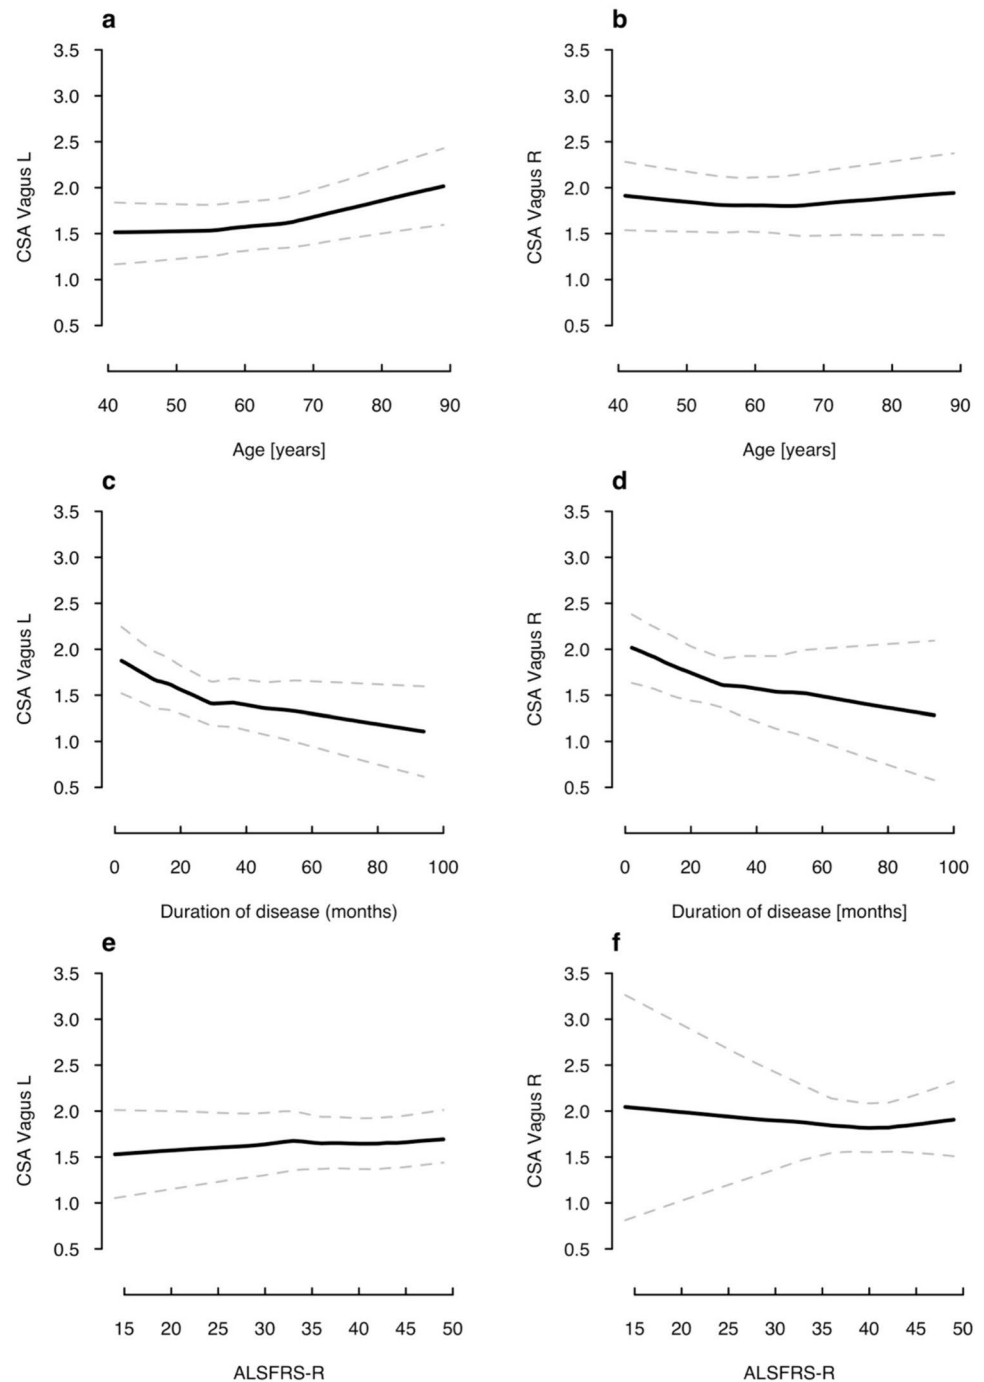 a
3.5
3.0
2.5
2.0
1.5
1.0
0.5
CSA Vagus L
40 50 60 70 80 90
Age [years]
b
3.5
3.0
2.5
2.0
1.5
1.0
0.5
CSA Vagus R
40 50 60 70 80 90
Age [years]
c
3.5
3.0
2.5
2.0
1.5
1.0
0.5
CSA Vagus L
0 20 40 60 80 100
Duration of disease (months)
d
3.5
3.0
2.5
2.0
1.5
1.0
0.5
CSA Vagus R
0 20 40 60 80 100
Duration of disease [months]
e
3.5
3.0
2.5
2.0
1.5
1.0
0.5
CSA Vagus L
15 20 25 30 35 40 45 50
ALSFRS-R
f
3.5
3.0
2.5
2.0
1.5
1.0
0.5
CSA Vagus R
15 20 25 30 35 40 45 50
ALSFRS-R